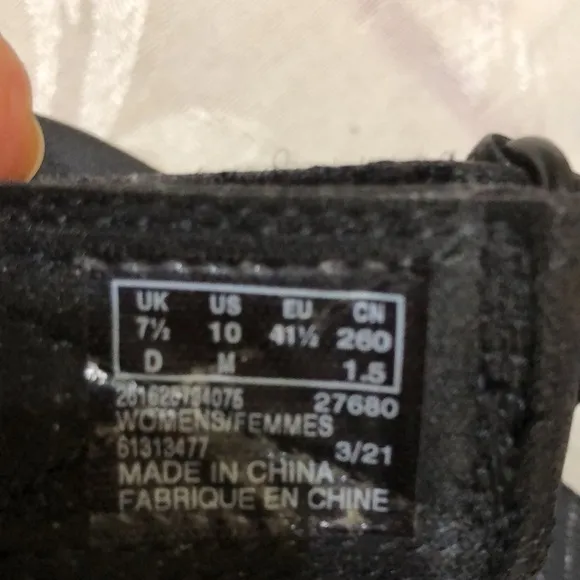 UK US EU CN
7½ 10 41½ 260
D M 1.5
27680
WOMENS/FEMMES
61313477 3/21
MADE IN CHINA
FABRIQUE EN CHINE